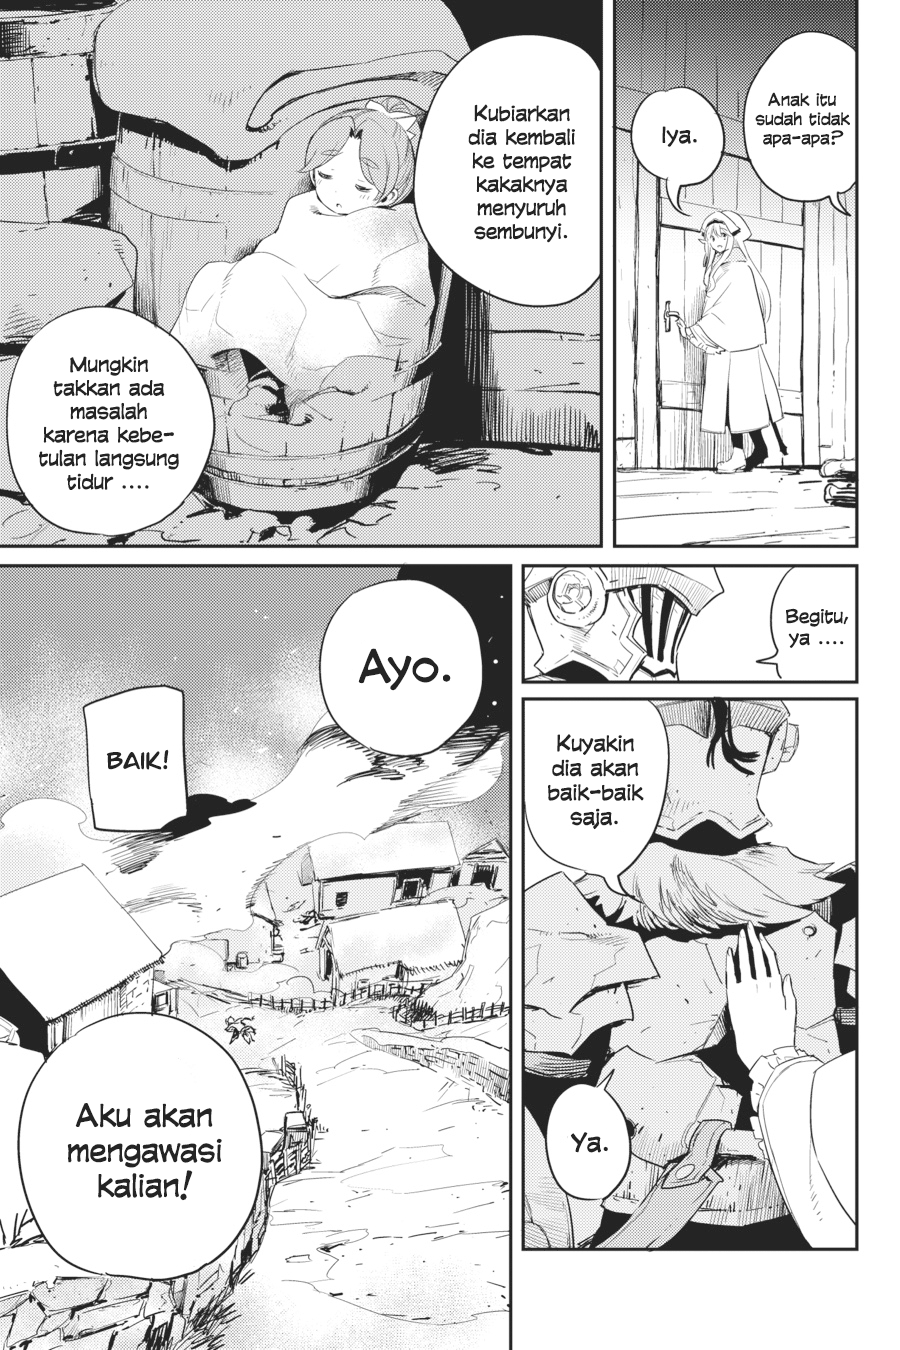 Anak itu
sudah tidak
apa-apa?
Iya.
Kubiarkan
dia kembali
ke tempat
kakaknya
menyuruh
sembunyi.
Mungkin
takkan ada
masalah
karena kebe-
tulan langsung
tidur ....
Begitu,
ya ....
Kuyakin
dia akan
baik-baik
saja.
Ya.
Ayo.
BAIK!
Aku akan
mengawasi
kalian!